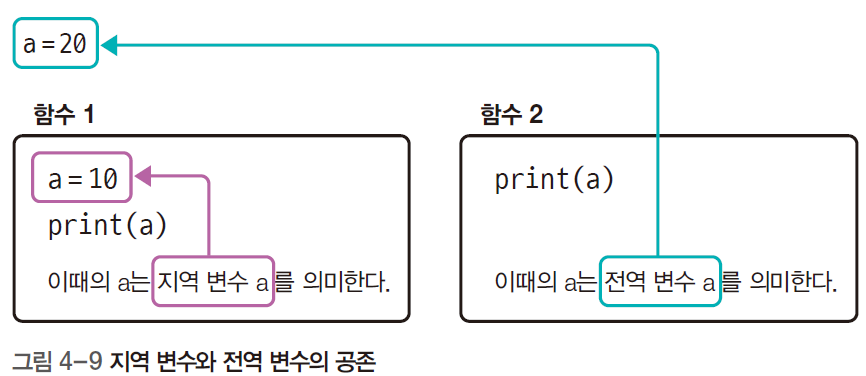 a=20
함수 1
a=10
print(a)
이때의 a는 지역 변수 a를 의미한다.
함수 2
print(a)
이때의 a는 전역 변수 a를 의미한다.
그림 4-9 지역 변수와 전역 변수의 공존